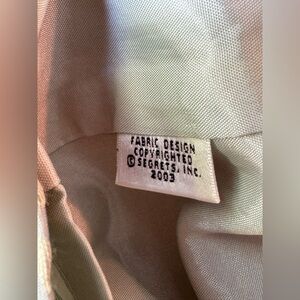 FABRIC DESIGN
COPYRIGHTED
© SEGRETS, INC.
2003